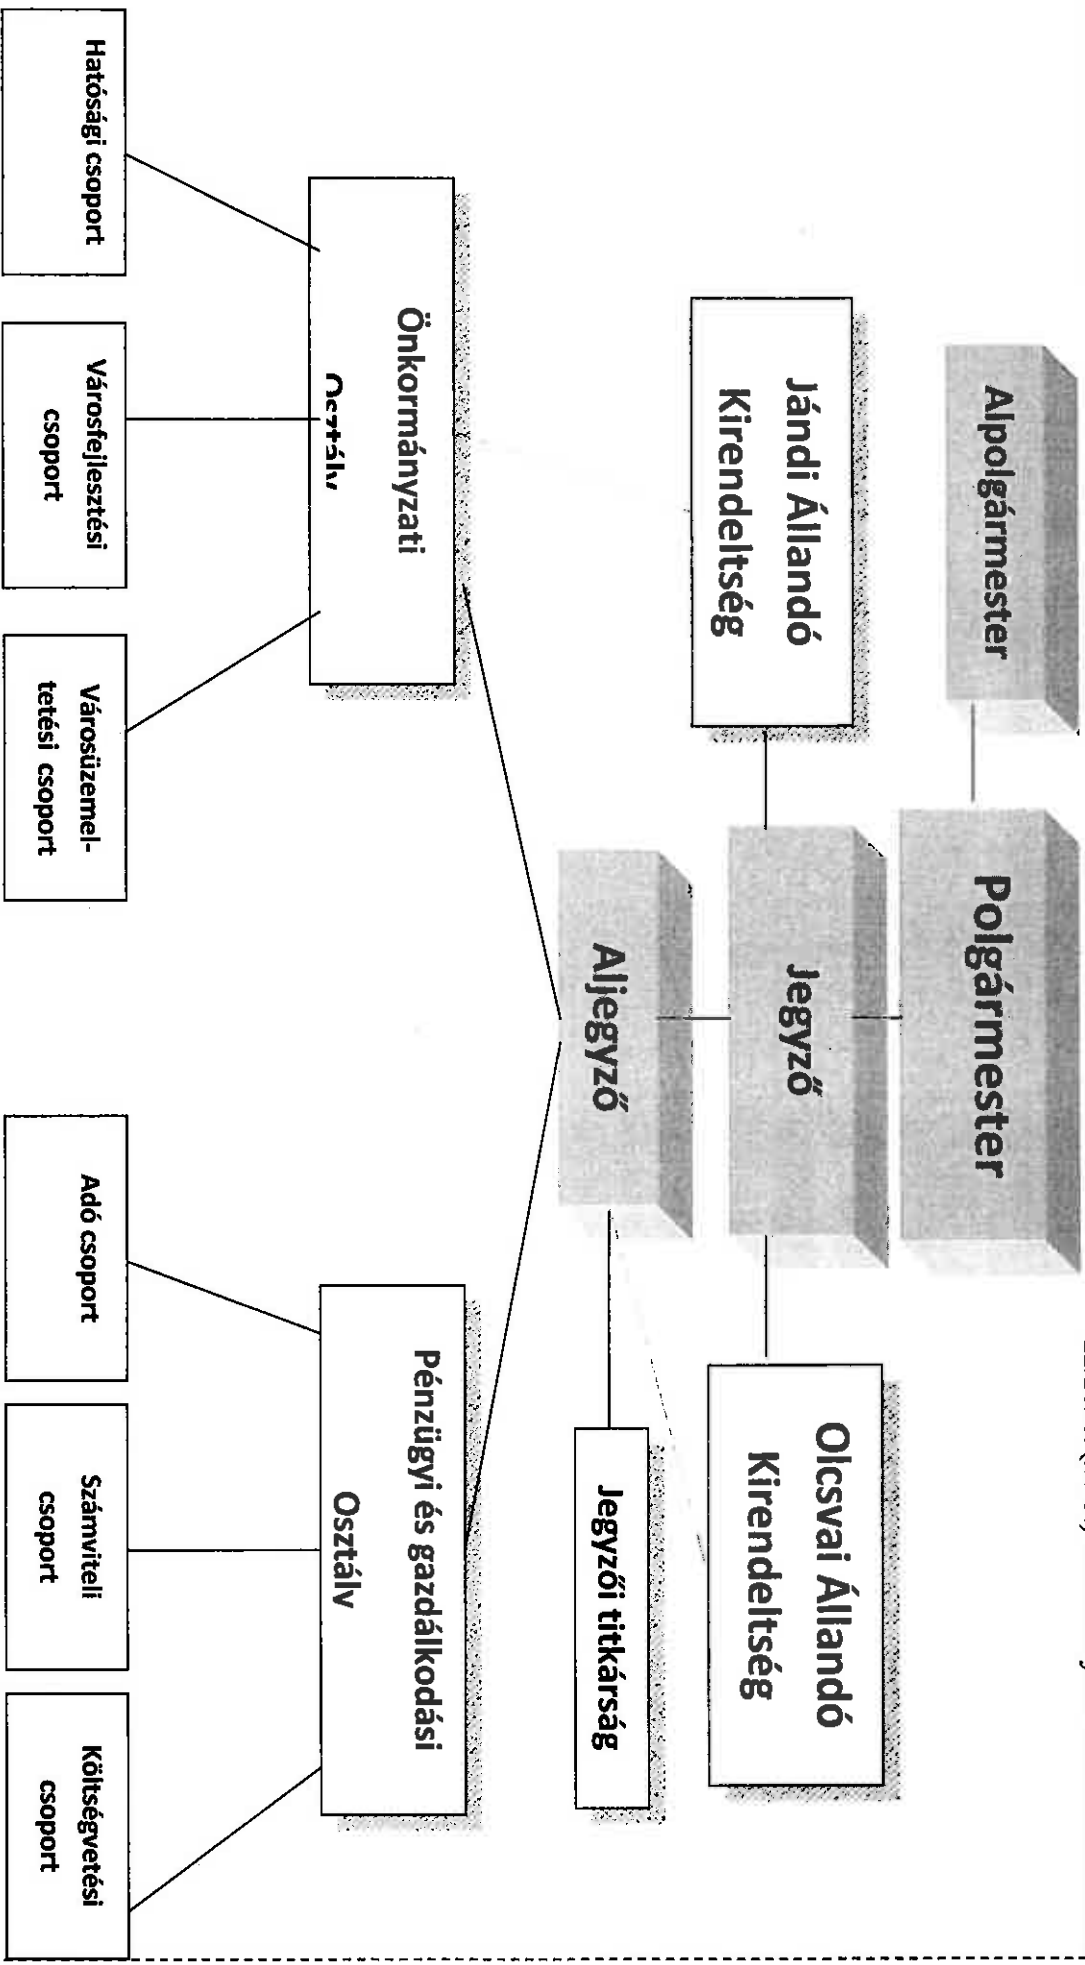 Polgármester
Alpolgármester
Jegyző
Jándi Állandó
Kirendeltség
Olcsvai Állandó
Kirendeltség
Aljegyző
Jegyzői titkárság
Önkormányzati
Osztály
Pénzügyi és gazdálkodási
Osztály
Hatósági csoport
Városfejlesztési
csoport
Városüzemel-
tetési csoport
Adó csoport
Számviteli
csoport
Költségvetési
csoport